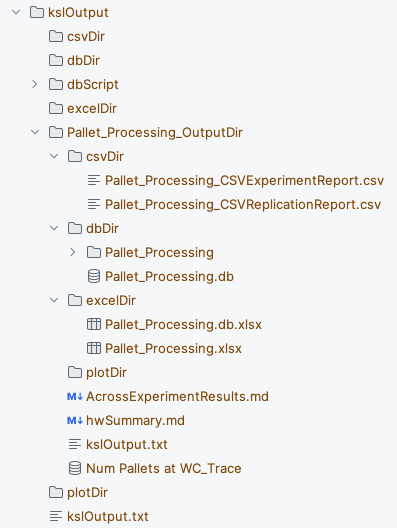 kslOutput
csvDir
dbDir
dbScript
excelDir
Pallet_Processing_OutputDir
csvDir
Pallet_Processing_CSVExperimentReport.csv
Pallet_Processing_CSVReplicationReport.csv
dbDir
Pallet_Processing
Pallet_Processing.db
excelDir
Pallet_Processing.db.xlsx
Pallet_Processing.xlsx
plotDir
M↓ AcrossExperimentResults.md
M↓ hwSummary.md
kslOutput.txt
Num Pallets at WC_Trace
plotDir
kslOutput.txt